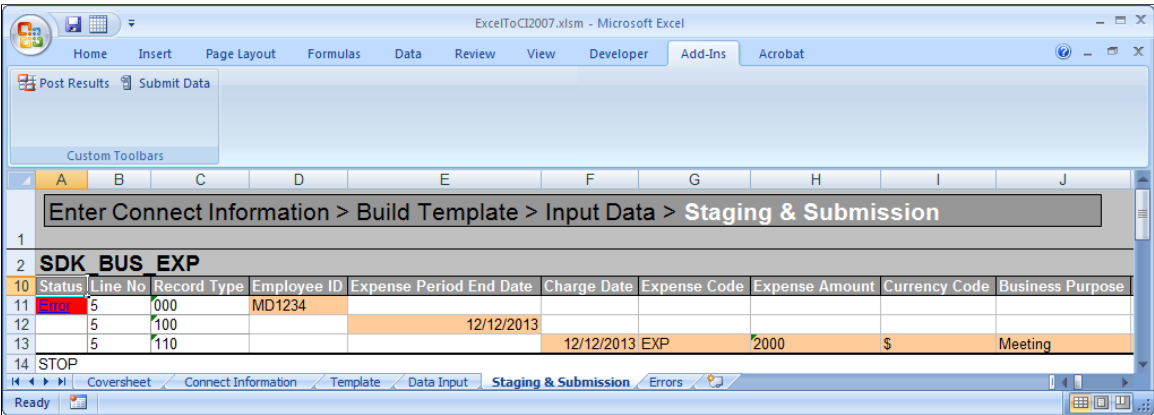 ExcelToCI2007.xlsm - Microsoft Excel
Home Insert Page Layout Formulas Data Review View Developer Add-Ins Acrobat
Post Results Submit Data
Custom Toolbars
A B C D E F G H I J
1 Enter Connect Information > Build Template > Input Data > Staging & Submission
2 SDK_BUS_EXP
10 Status Line No Record Type Employee ID Expense Period End Date Charge Date Expense Code Expense Amount Currency Code Business Purpose
11 Error 5 000 MD1234
12 5 100 12/12/2013
13 5 110 12/12/2013 EXP 2000 $ Meeting
14 STOP
Coversheet Connect Information Template Data Input Staging & Submission Errors
Ready